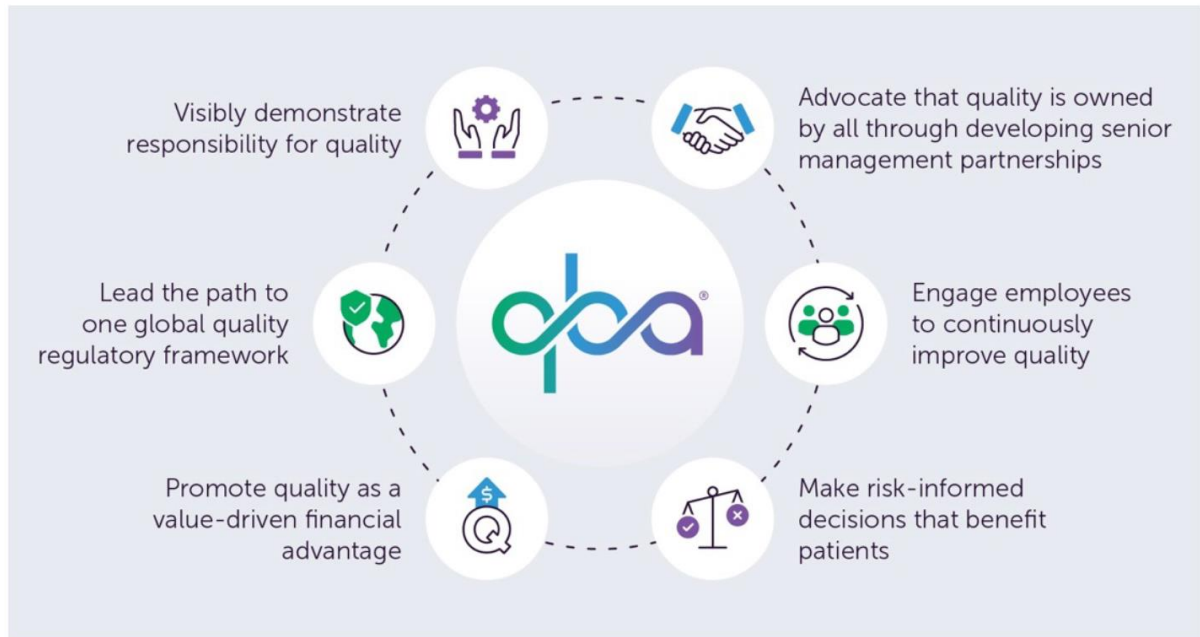 Visibly demonstrate
responsibility for quality
Advocate that quality is owned
by all through developing senior
management partnerships
Lead the path to
one global quality
regulatory framework
qba®
Engage employees
to continuously
improve quality
Promote quality as a
value-driven financial
advantage
$
Q
Make risk-informed
decisions that benefit
patients